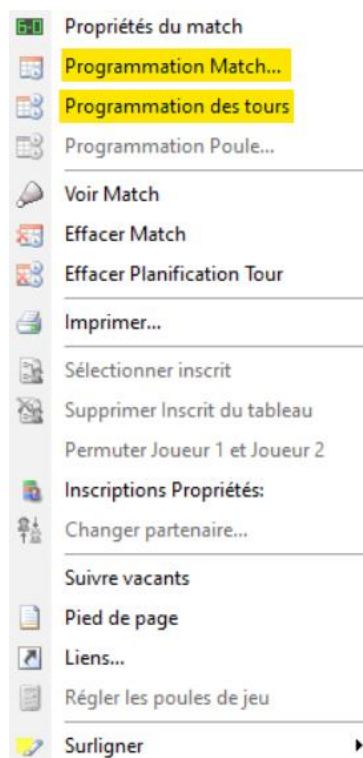 6-0 Propriétés du match
Programmation Match...
Programmation des tours
Programmation Poule...
Voir Match
Effacer Match
Effacer Planification Tour
Imprimer...
Sélectionner inscrit
Supprimer Inscrit du tableau
Permuter Joueur 1 et Joueur 2
Inscriptions Propriétés:
Changer partenaire...
Suivre vacants
Pied de page
Liens...
Régler les poules de jeu
Surligner